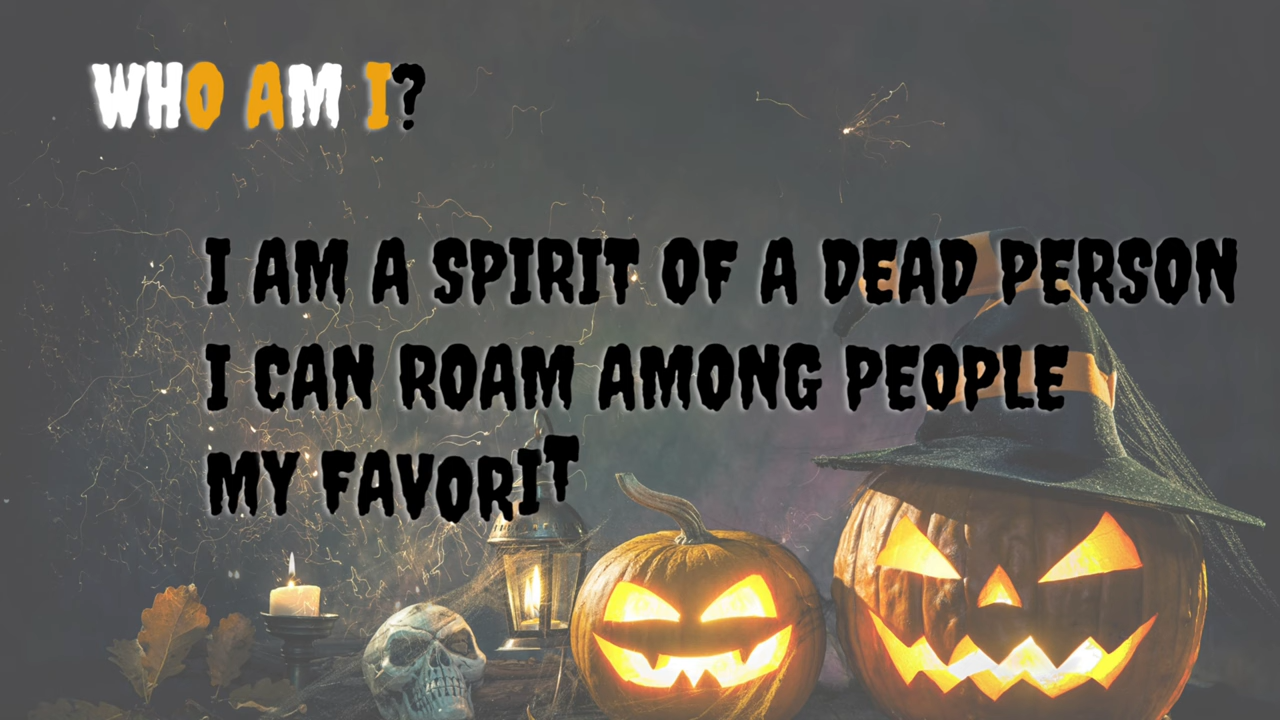 WHO AM I?
I AM A SPIRIT OF A DEAD PERSON
I CAN ROAM AMONG PEOPLE
MY FAVORIT